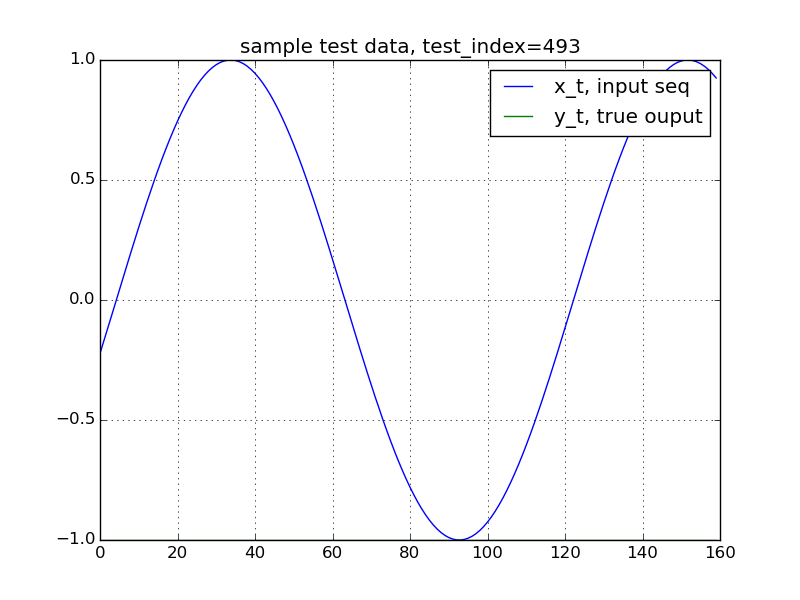 sample test data, test_index=493
x_t, input seq
y_t, true ouput
1.0
0.5
0.0
−0.5
−1.0
0 20 40 60 80 100 120 140 160